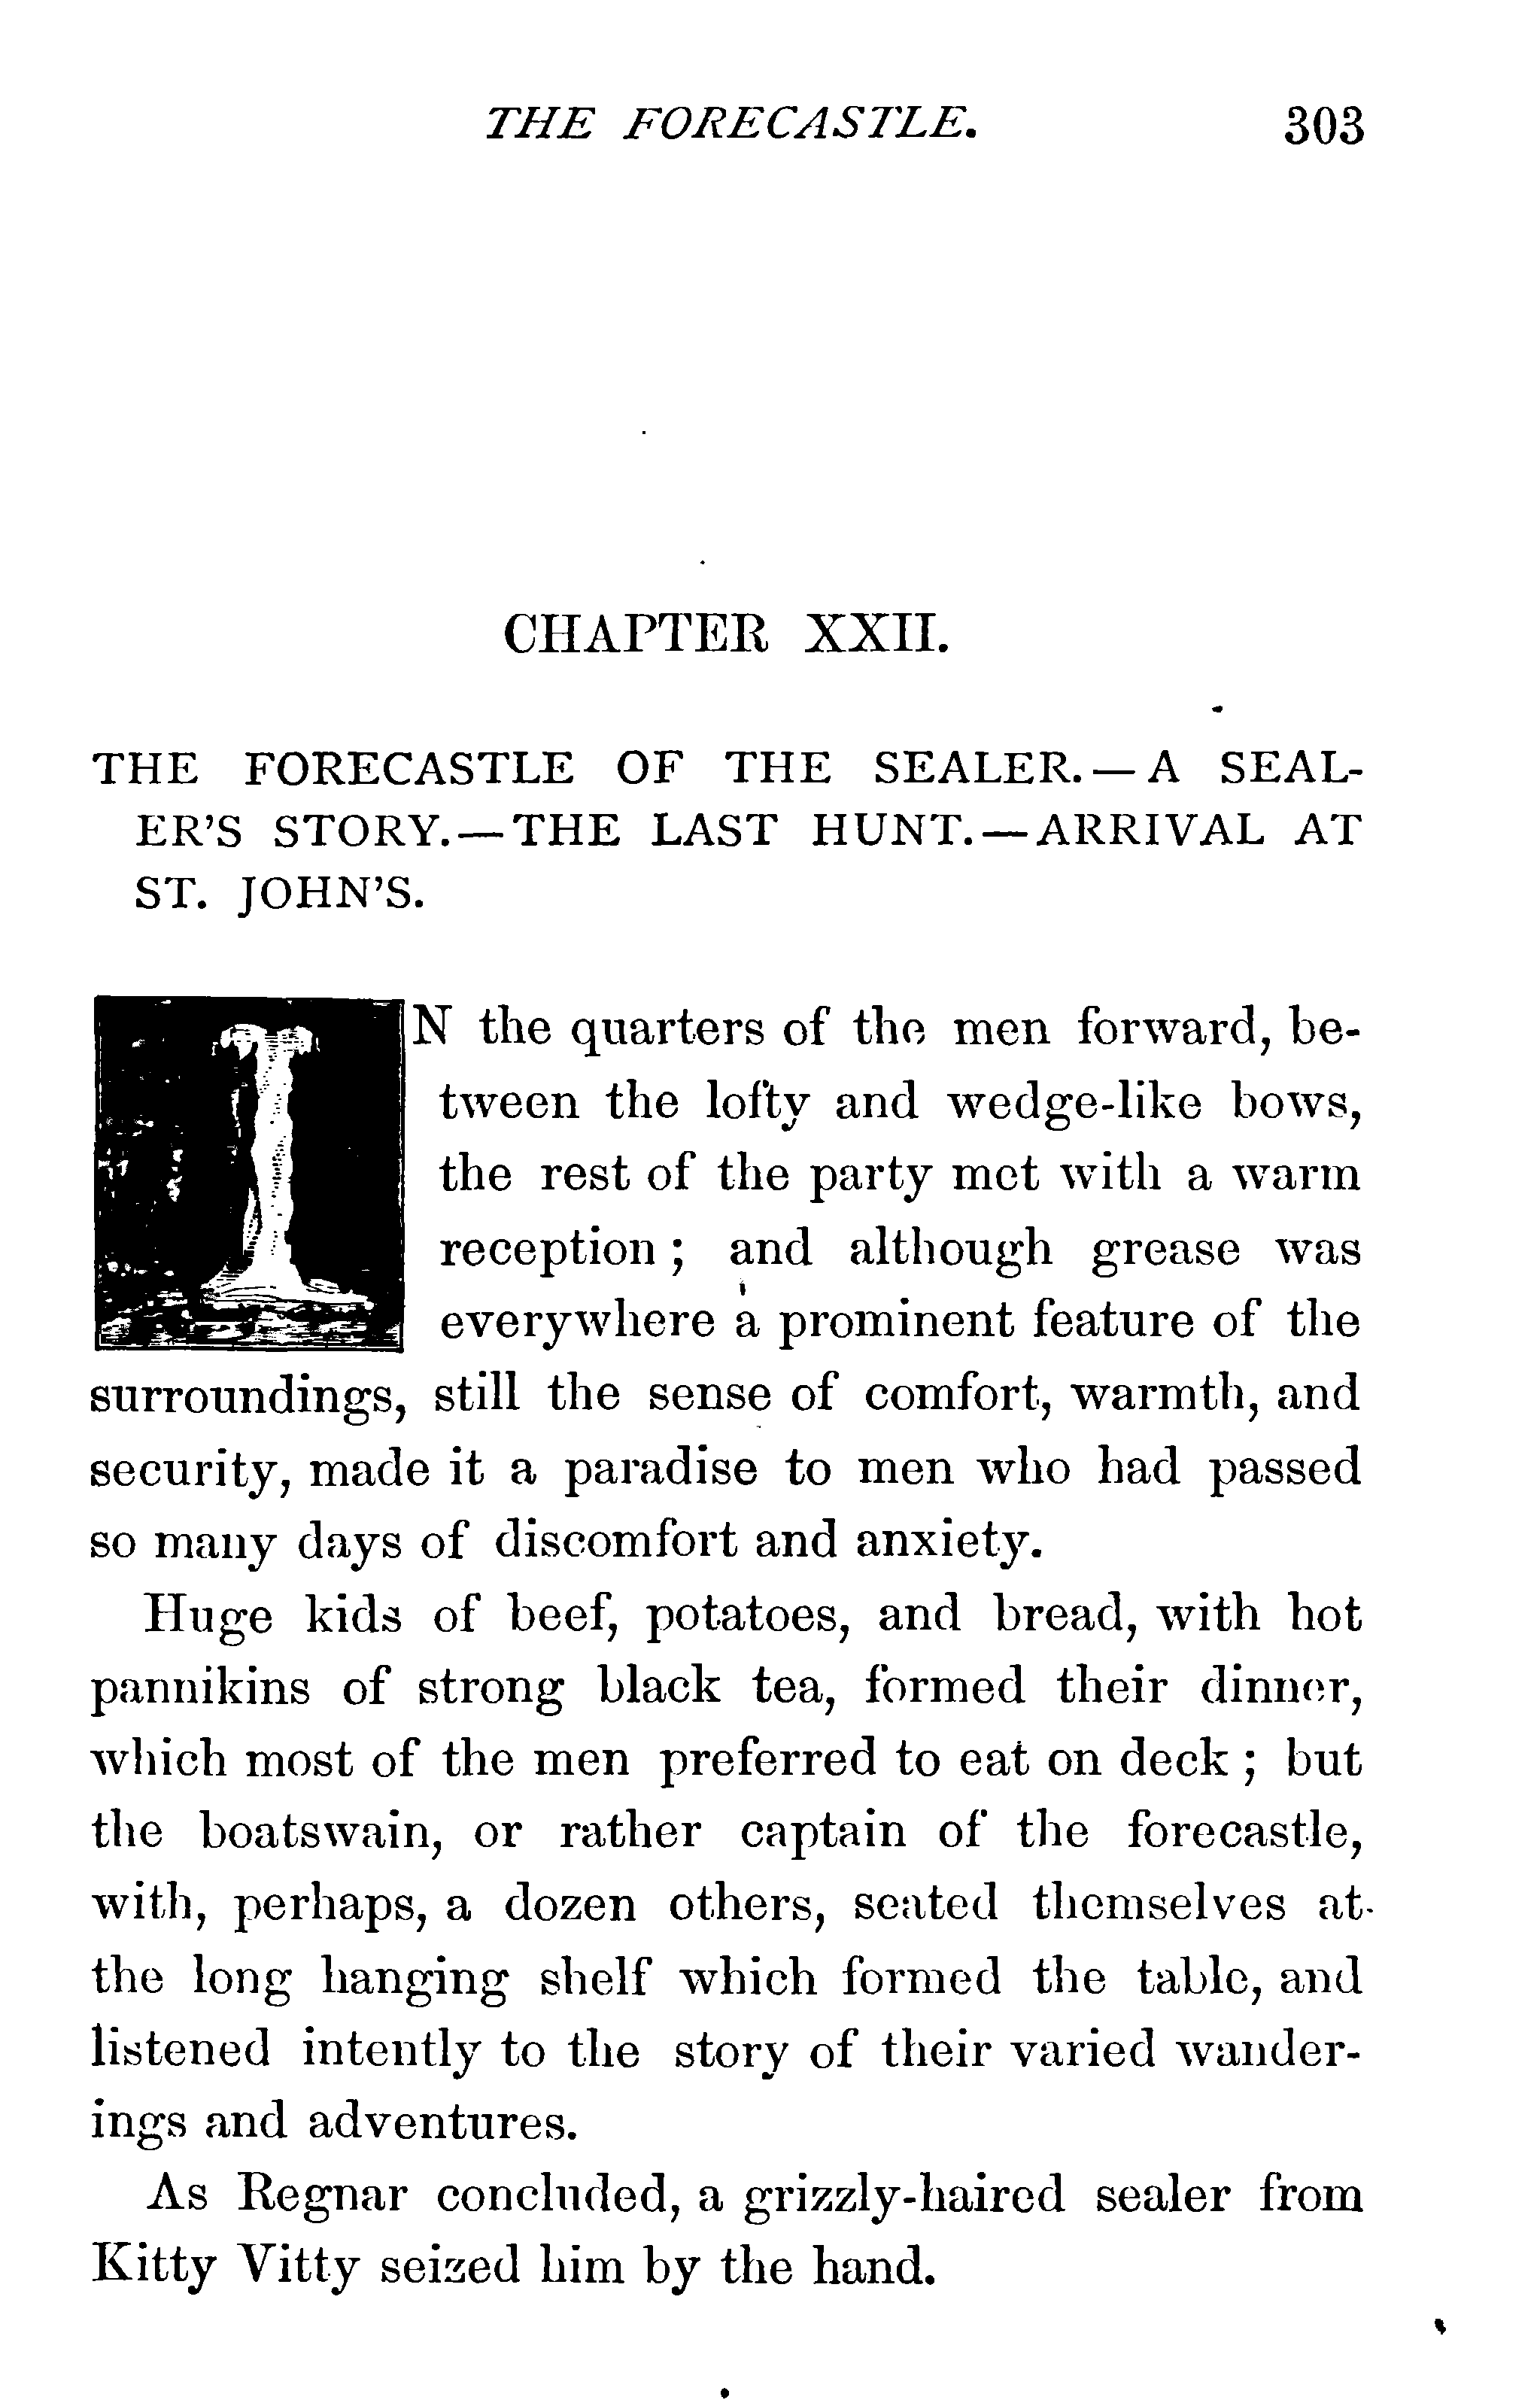 THE FORECASTLE. 303
CHAPTER XXII.
THE FORECASTLE OF THE SEALER. — A SEAL-
ER'S STORY. — THE LAST HUNT. — ARRIVAL AT
ST. JOHN'S.
IN the quarters of the men forward, be-
tween the lofty and wedge-like bows,
the rest of the party met with a warm
reception ; and although grease was
everywhere a prominent feature of the
surroundings, still the sense of comfort, warmth, and
security, made it a paradise to men who had passed
so many days of discomfort and anxiety.
Huge kids of beef, potatoes, and bread, with hot
pannikins of strong black tea, formed their dinner,
which most of the men preferred to eat on deck ; but
the boatswain, or rather captain of the forecastle,
with, perhaps, a dozen others, seated themselves at
the long hanging shelf which formed the table, and
listened intently to the story of their varied wander-
ings and adventures.
As Regnar concluded, a grizzly-haired sealer from
Kitty Vitty seized him by the hand.